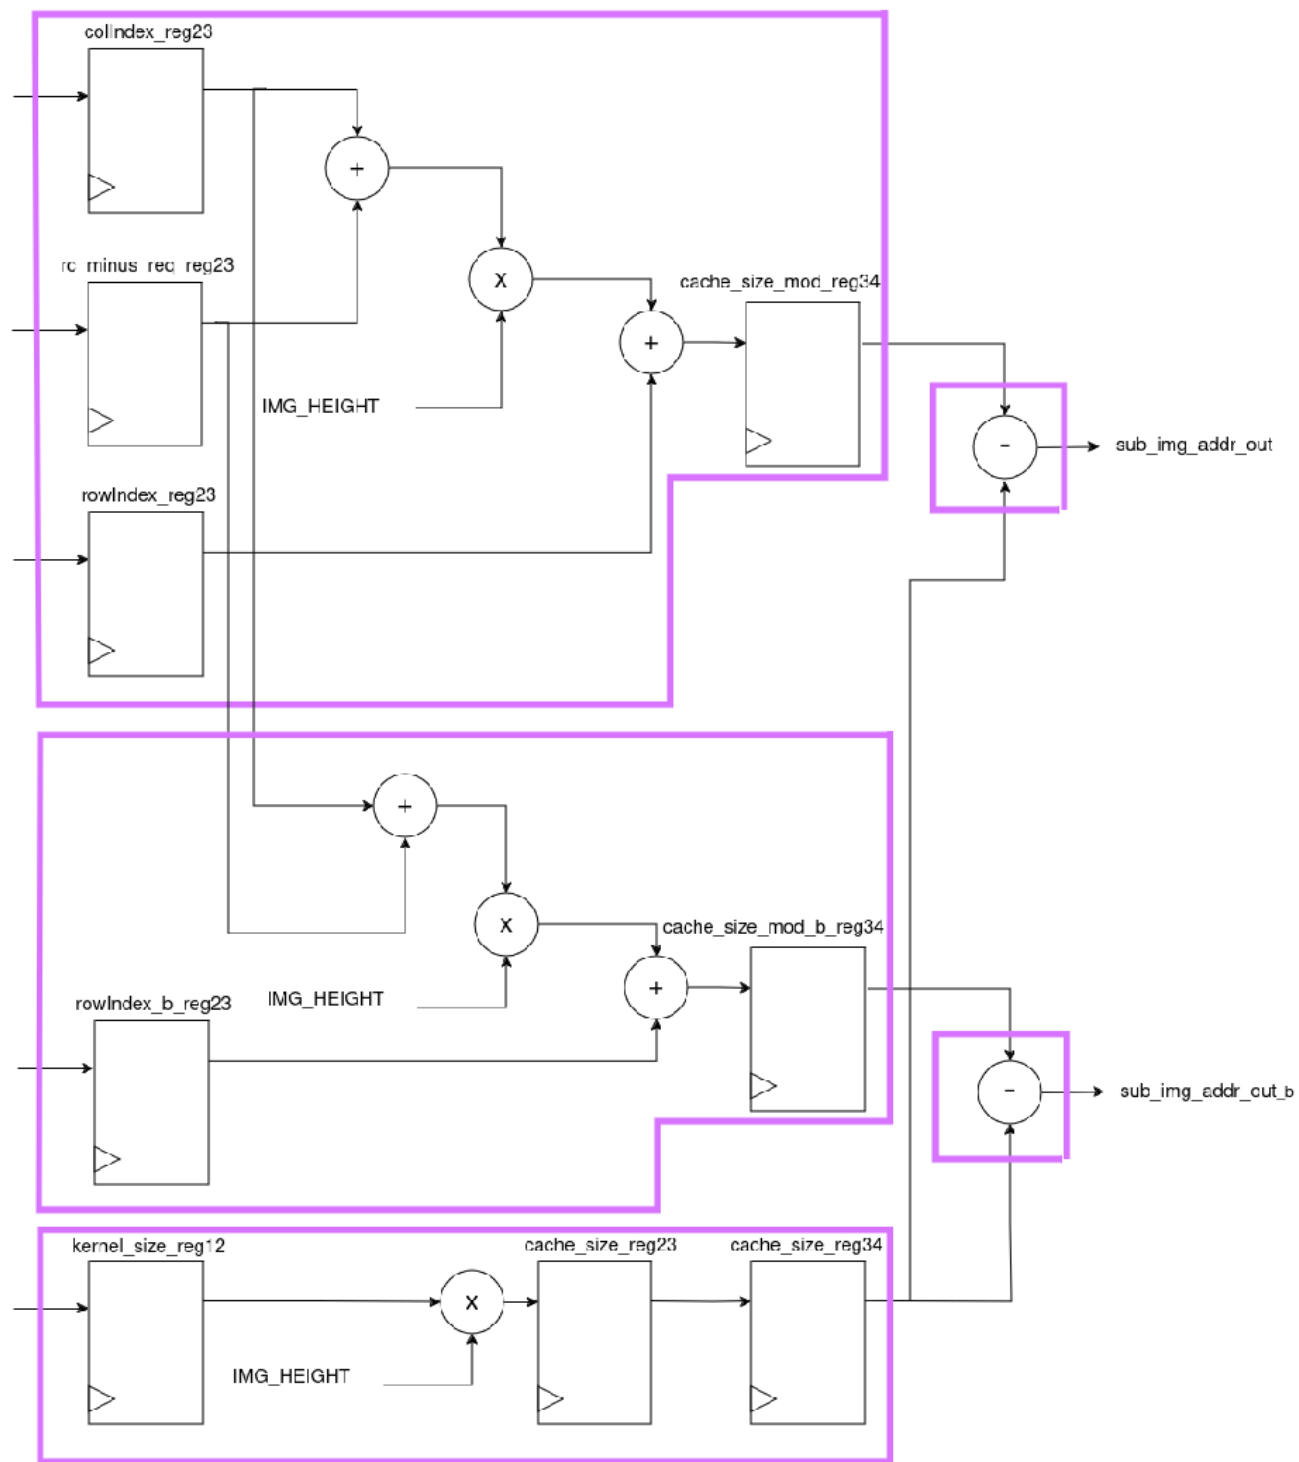 colIndex_reg23
+
rc_minus_req_reg23
x
cache_size_mod_reg34
+
IMG_HEIGHT
-
sub_img_addr_out
rowIndex_reg23
+
x
cache_size_mod_b_reg34
+
IMG_HEIGHT
rowIndex_b_reg23
-
sub_img_addr_out_b
kernel_size_reg12
cache_size_reg23
cache_size_reg34
x
IMG_HEIGHT